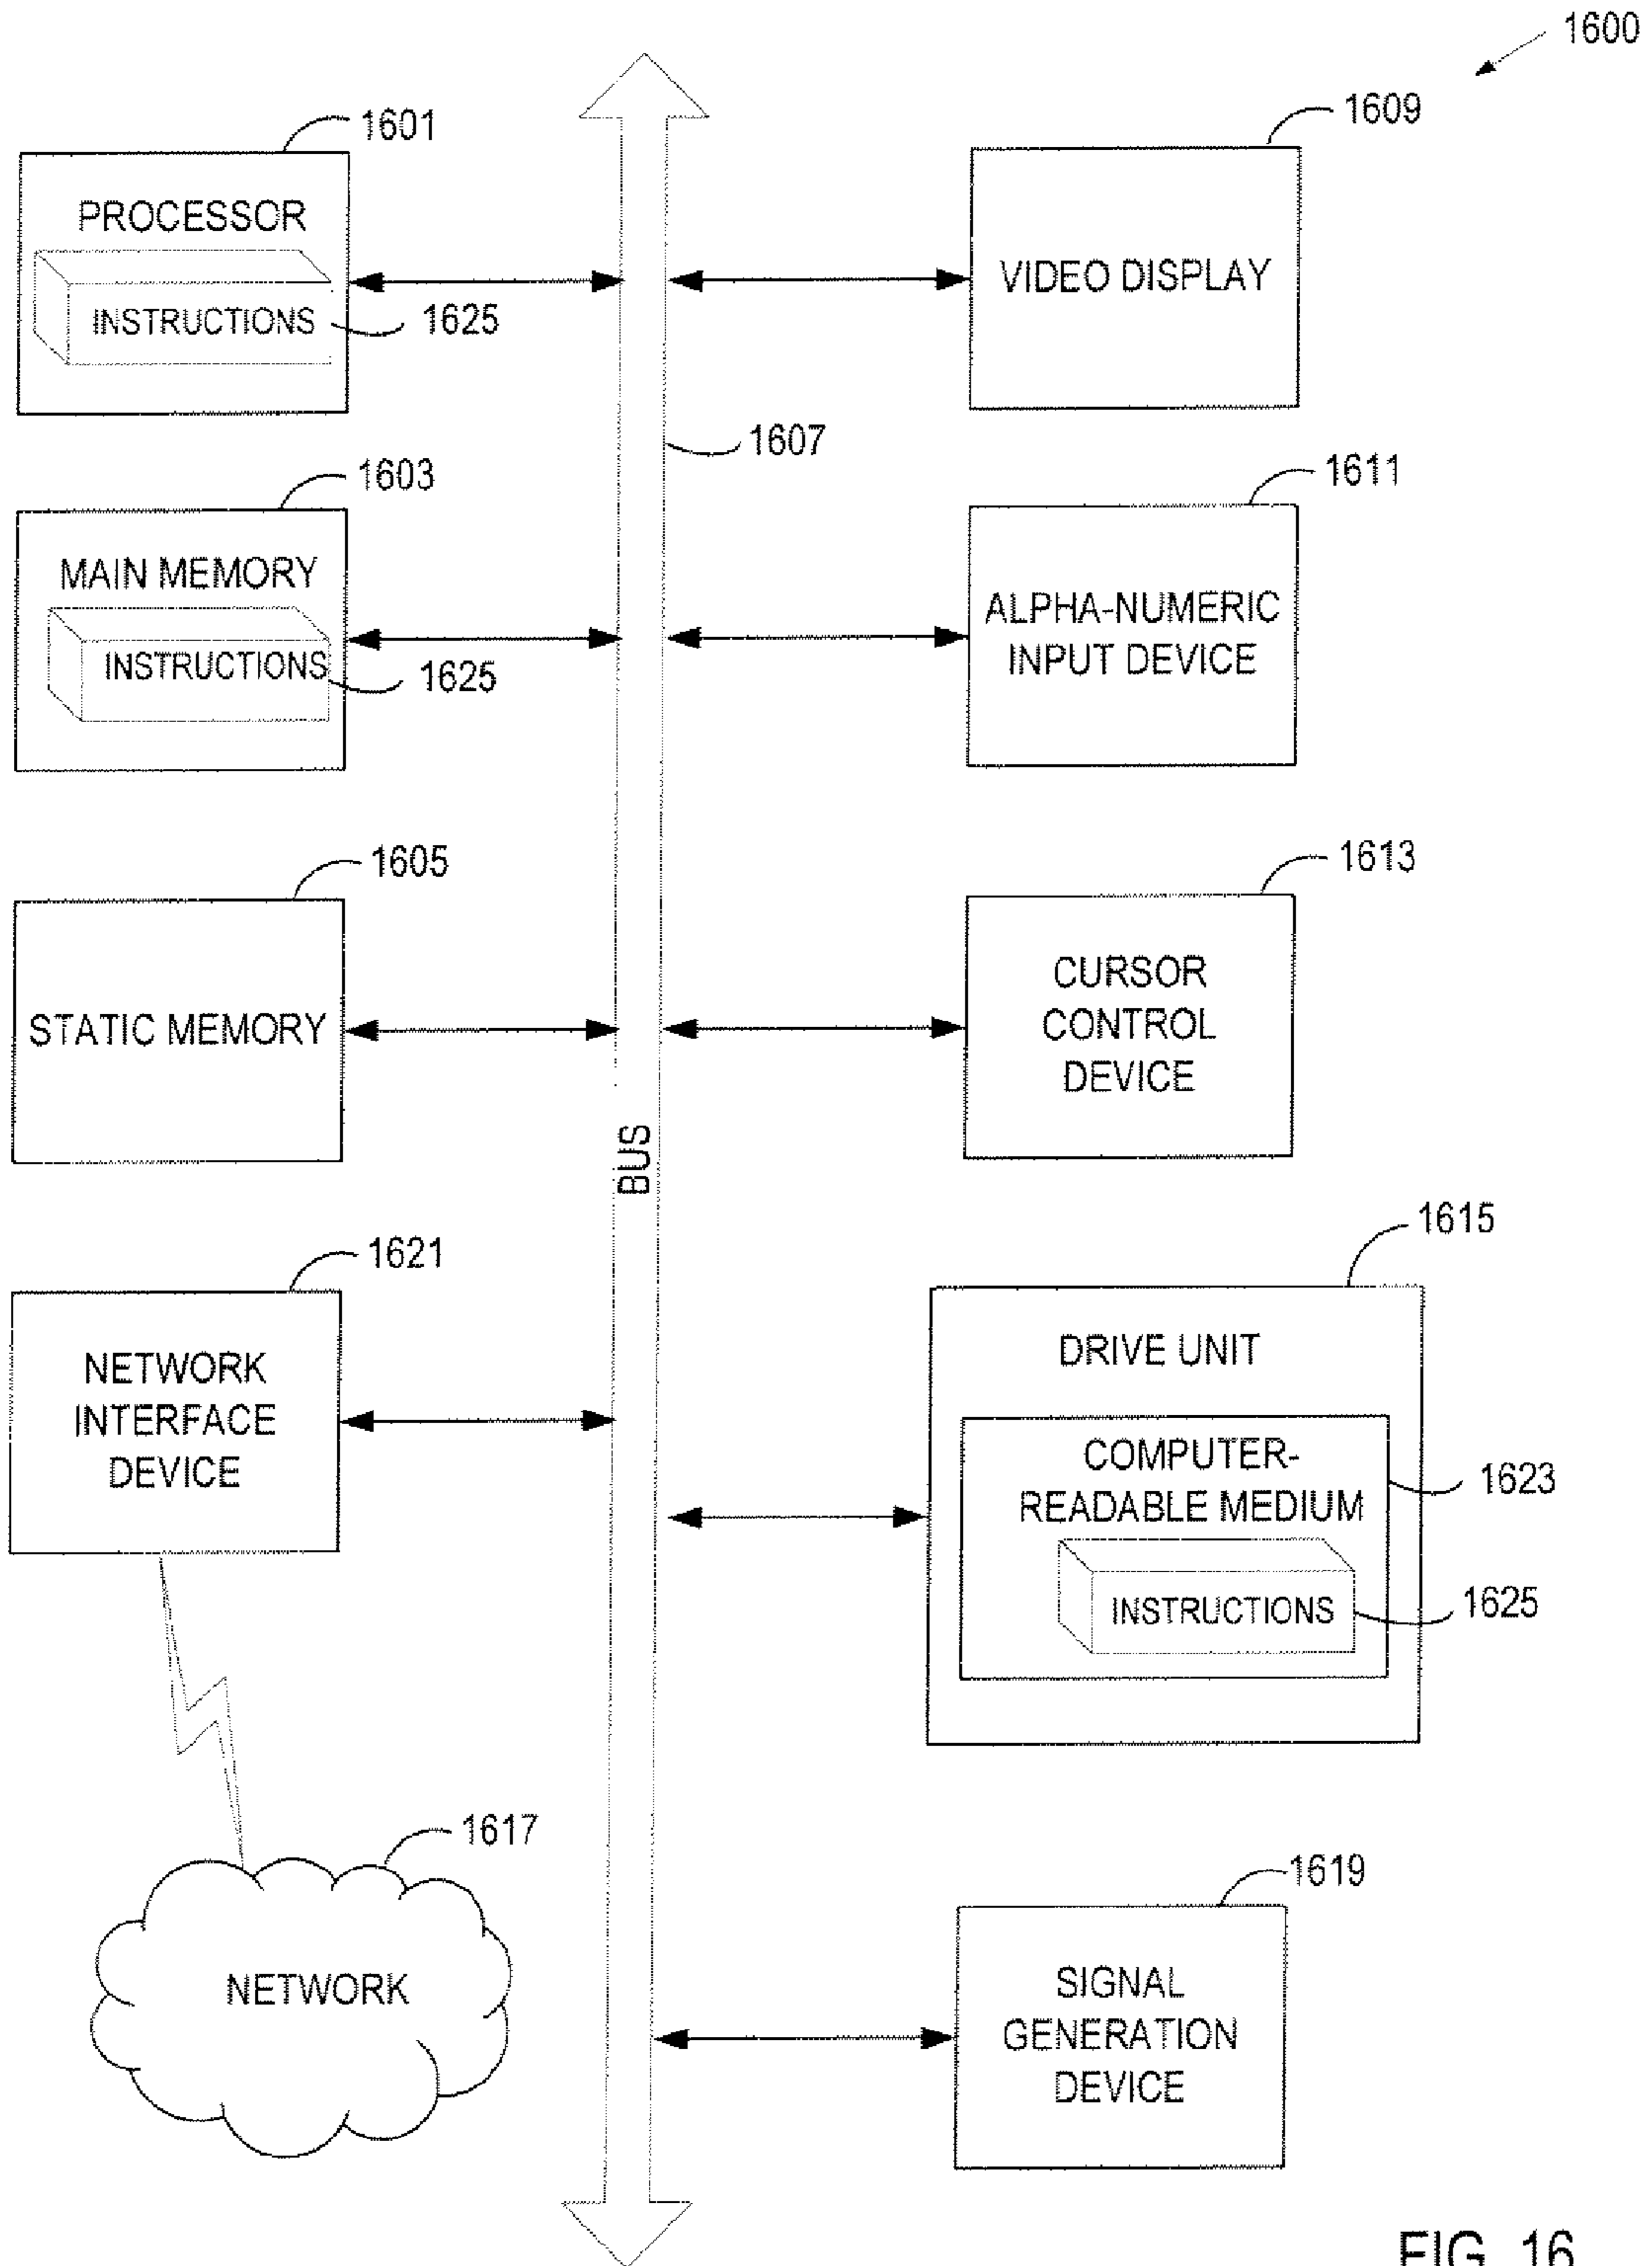 1600
1601
PROCESSOR
INSTRUCTIONS
1625
1609
VIDEO DISPLAY
1607
1603
MAIN MEMORY
INSTRUCTIONS
1625
1611
ALPHA-NUMERIC
INPUT DEVICE
1605
STATIC MEMORY
1613
CURSOR
CONTROL
DEVICE
BUS
1621
NETWORK
INTERFACE
DEVICE
1615
DRIVE UNIT
COMPUTER-
READABLE MEDIUM
1623
INSTRUCTIONS
1625
1617
NETWORK
1619
SIGNAL
GENERATION
DEVICE
FIG. 16